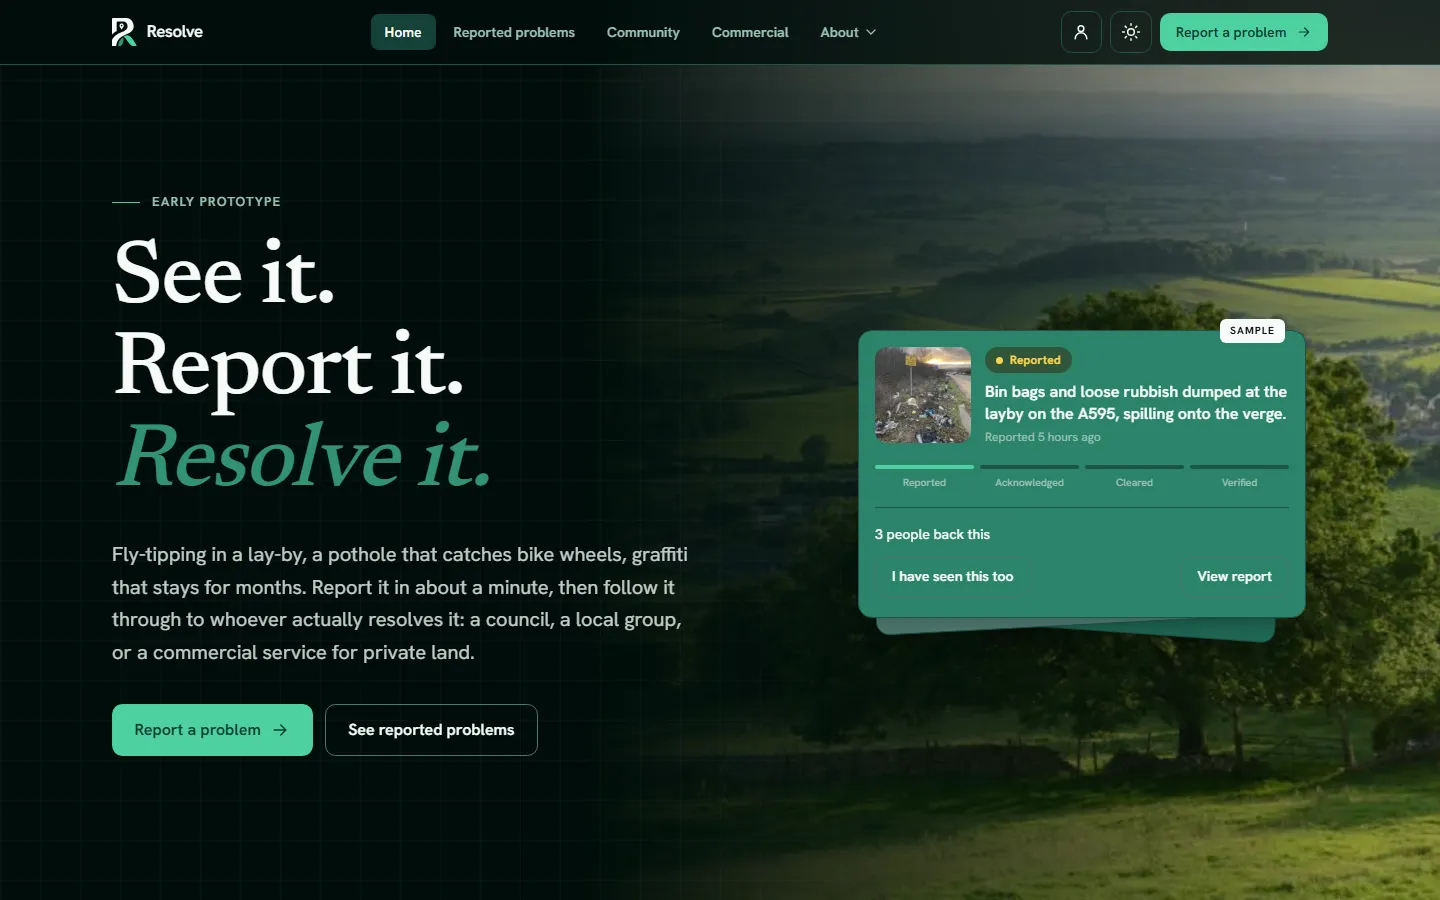 Resolve
Home
Reported problems
Community
Commercial
About
Report a problem
EARLY PROTOTYPE
See it.
Report it.
Resolve it.
Fly-tipping in a lay-by, a pothole that catches bike wheels, graffiti
that stays for months. Report it in about a minute, then follow it
through to whoever actually resolves it: a council, a local group,
or a commercial service for private land.
Report a problem
See reported problems
SAMPLE
Reported
Bin bags and loose rubbish dumped at the
layby on the A595, spilling onto the verge.
Reported 5 hours ago
Reported
Acknowledged
Cleared
Verified
3 people back this
I have seen this too
View report